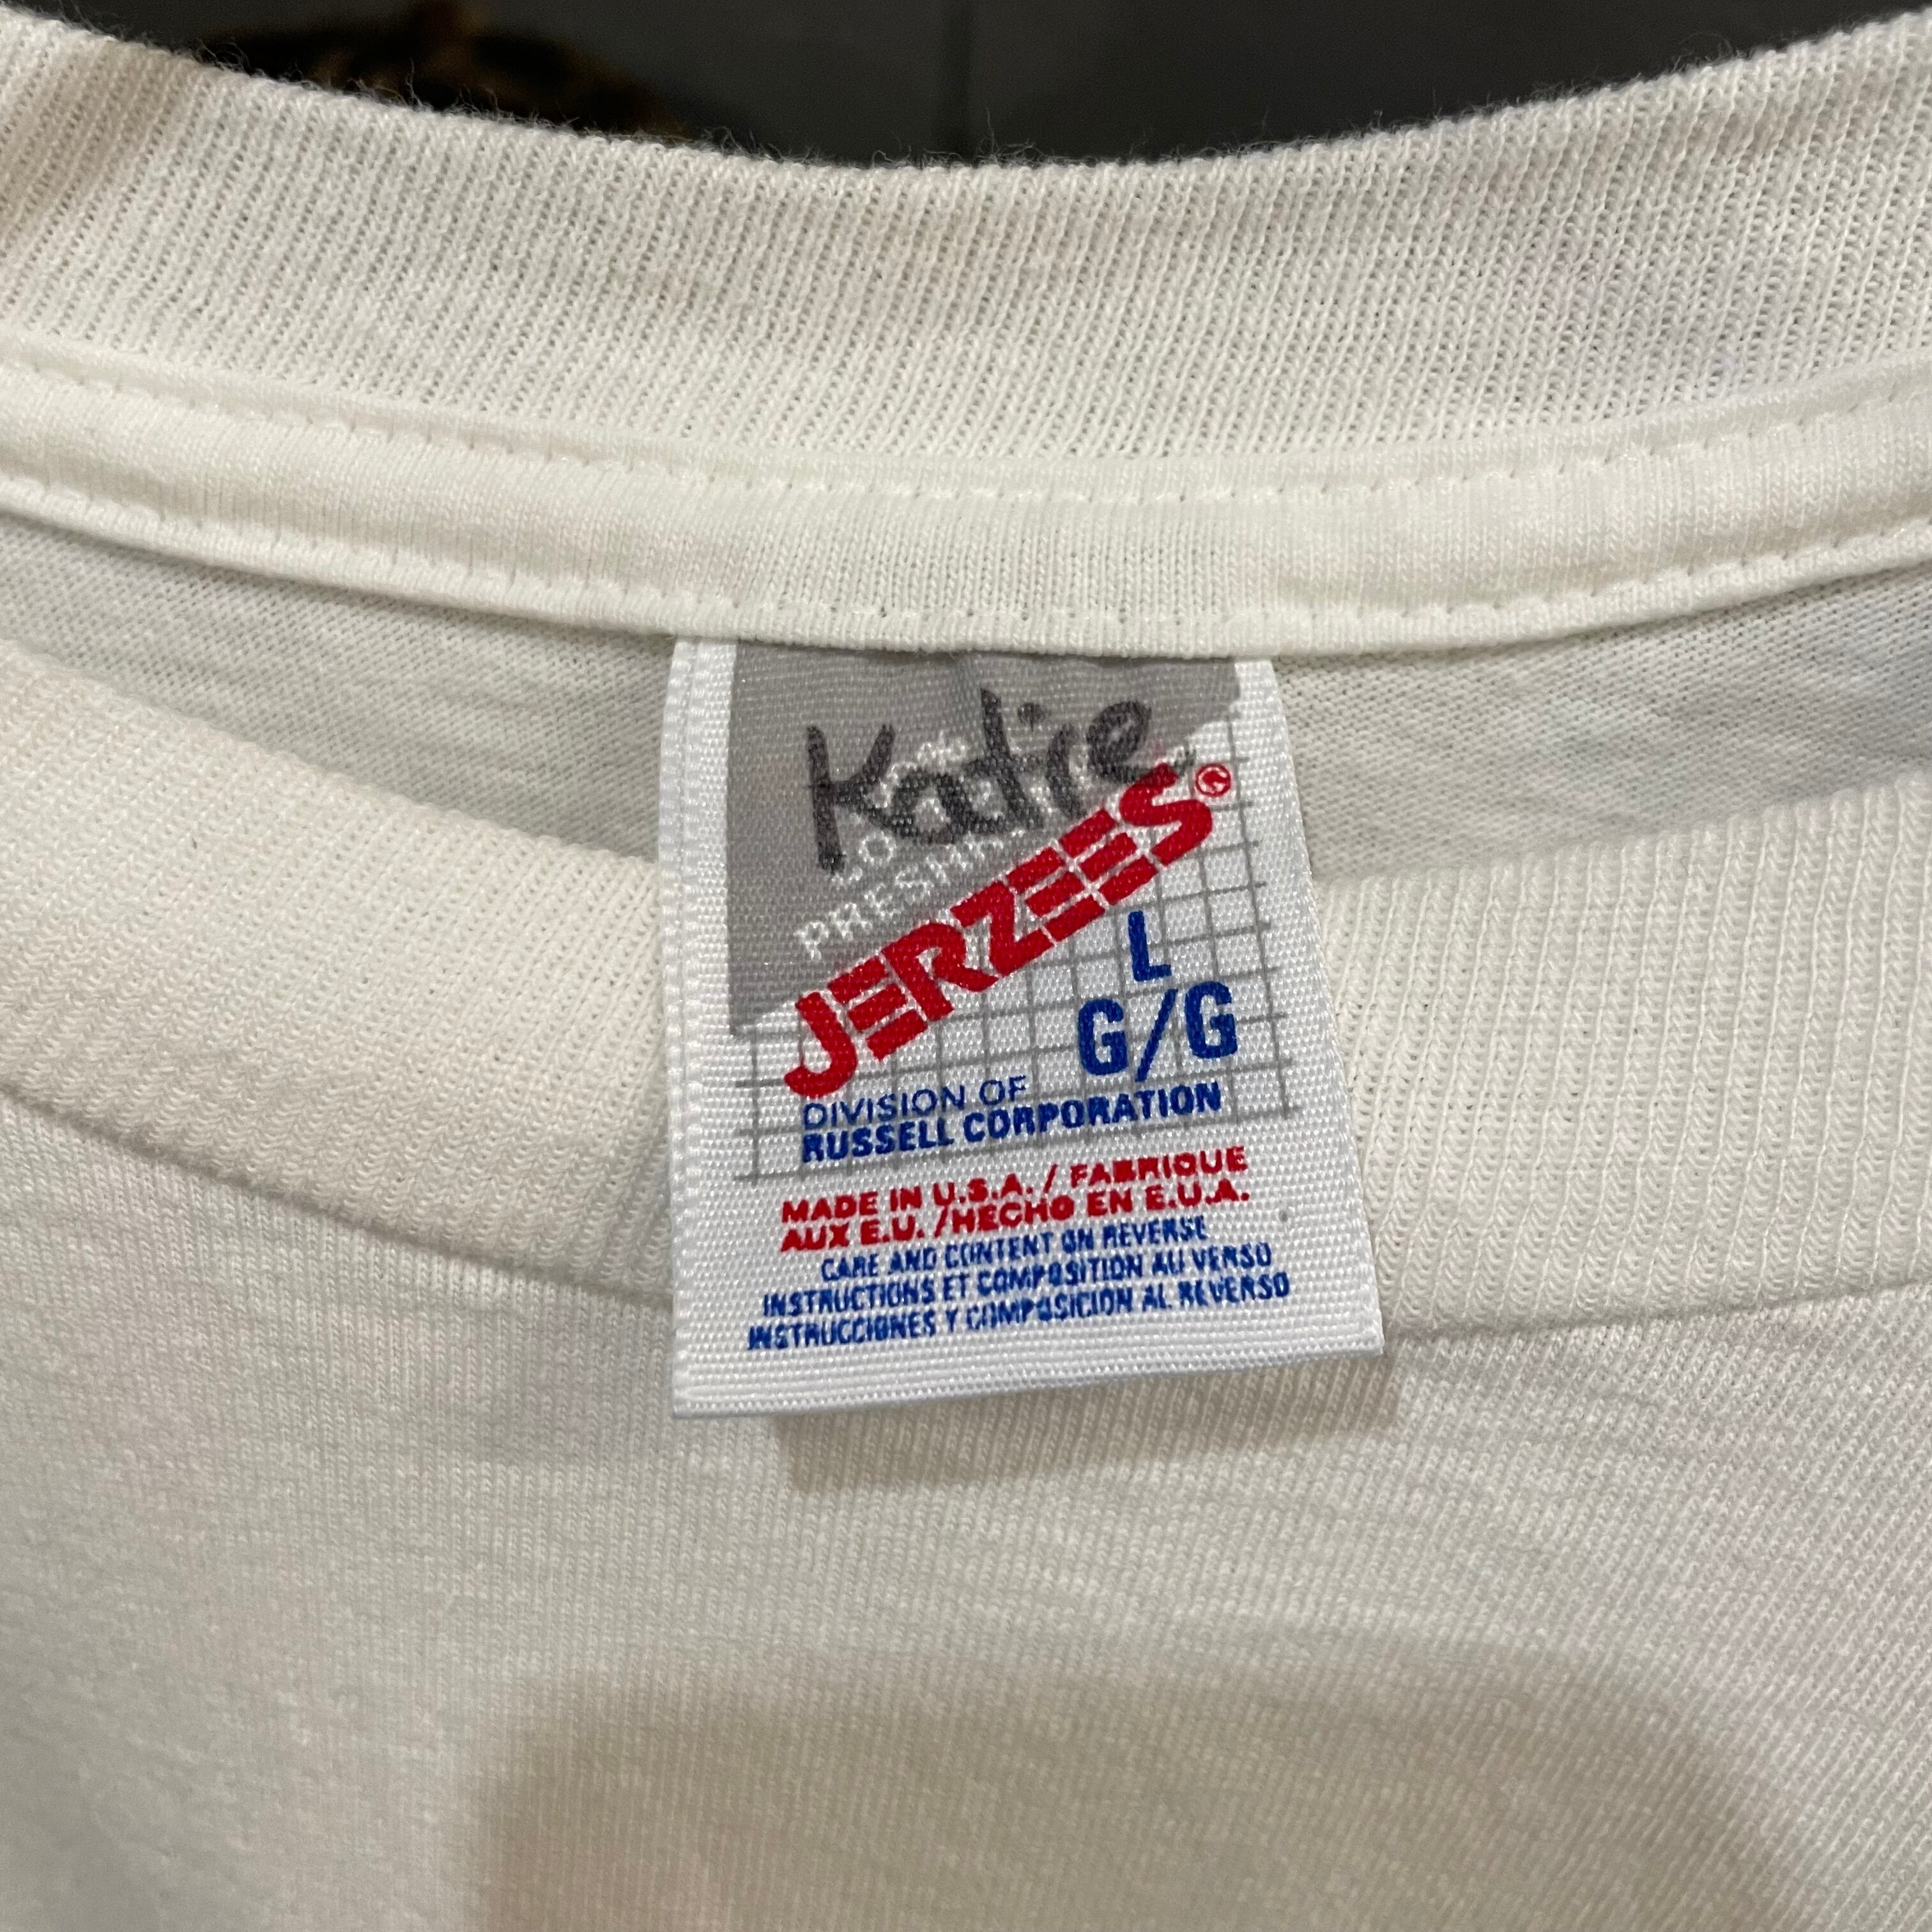 Katie
JERZEES®
L
G/G
DIVISION OF
RUSSELL CORPORATION
MADE IN U.S.A. / FABRIQUE
AUX E.U. /HECHO EN E.U.A.
CARE AND CONTENT ON REVERSE
INSTRUCTIONS ET COMPOSITION AU VERSO
INSTRUCCIONES Y COMPOSICION AL REVERSO